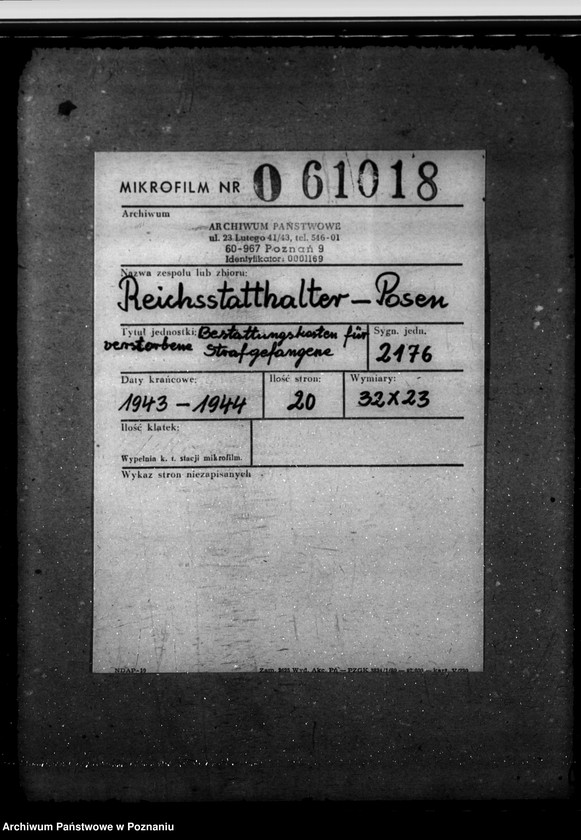 MIKROFILM NR 0 61018
Archiwum
ARCHIWUM PAŃSTWOWE
ul. 23 Lutego 41/43, tel. 546-01
60-967 Poznań 9
Identyfikator: 0001169
Nazwa zespołu lub zbioru:
Reichsstatthalter – Posen
Tytuł jednostki: Bestattungskosten für
verstorbene Strafgefangene
Sygn. jedn.
2176
Daty krańcowe:
1943 – 1944
Ilość stron:
20
Wymiary:
32x23
Ilość klatek:
Wypełnia k. t. stacji mikrofilm.
Wykaz stron niezapisanych
Archiwum Państwowe w Poznaniu